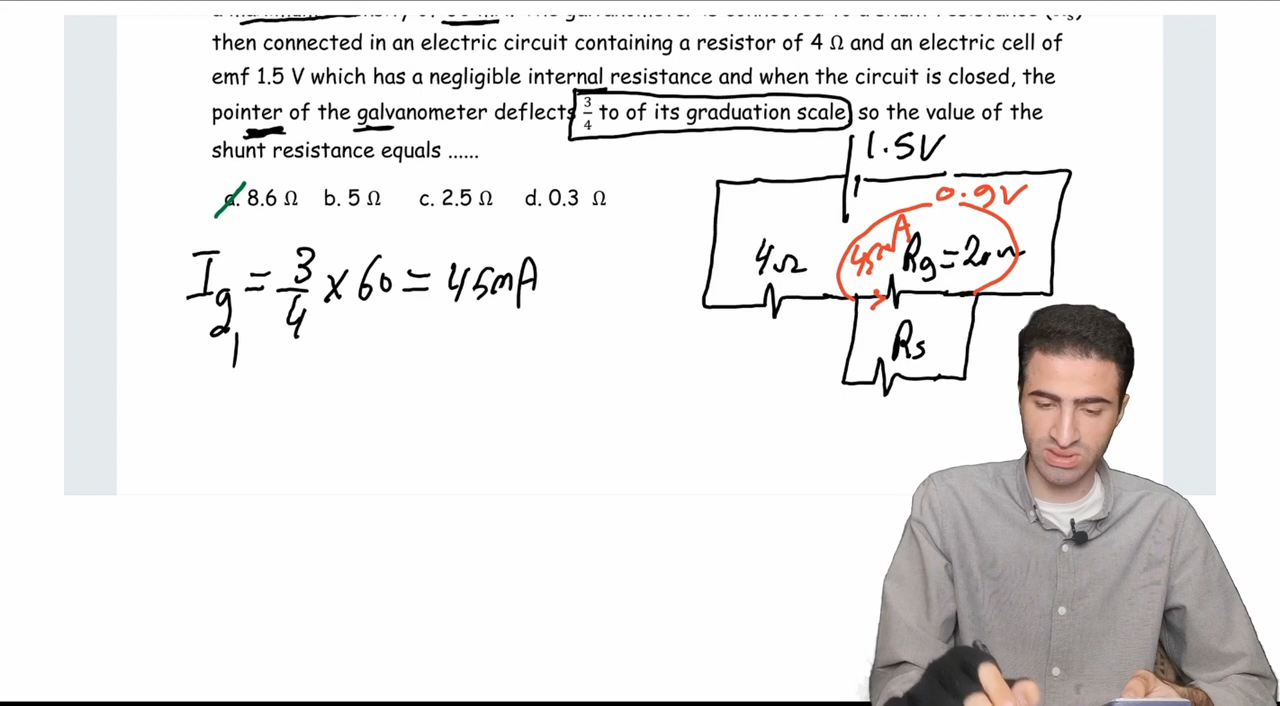 then connected in an electric circuit containing a resistor of 4 Ω and an electric cell of
emf 1.5 V which has a negligible internal resistance and when the circuit is closed, the
pointer of the galvanometer deflects 3/4 to of its graduation scale so the value of the
shunt resistance equals ......
a. 8.6 Ω b. 5 Ω c. 2.5 Ω d. 0.3 Ω
1.5V
0.9V
4Ω 45mA Rg=20
Ig1 = 3/4 × 60 = 45mA
Rs